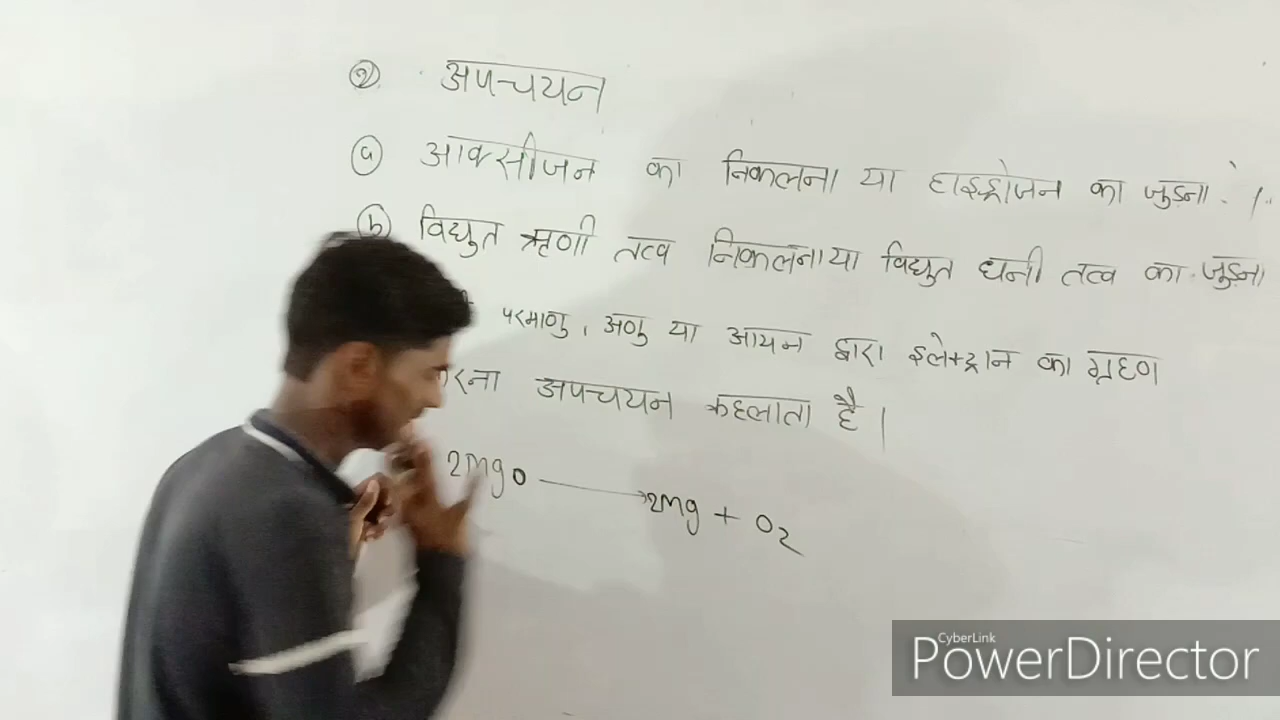 ② अपचयन
ⓐ आक्सीजन का निकलना या हाइड्रोजन का जुड़ना ।
ⓑ विद्युत ऋणी तत्व निकलना या विद्युत धनी तत्व का जुड़ना
परमाणु, अणु या आयन द्वारा इलेक्ट्रान का ग्रहण
करना अपचयन कहलाता है।
2MgO ⟶ 2Mg + O₂
CyberLink
PowerDirector